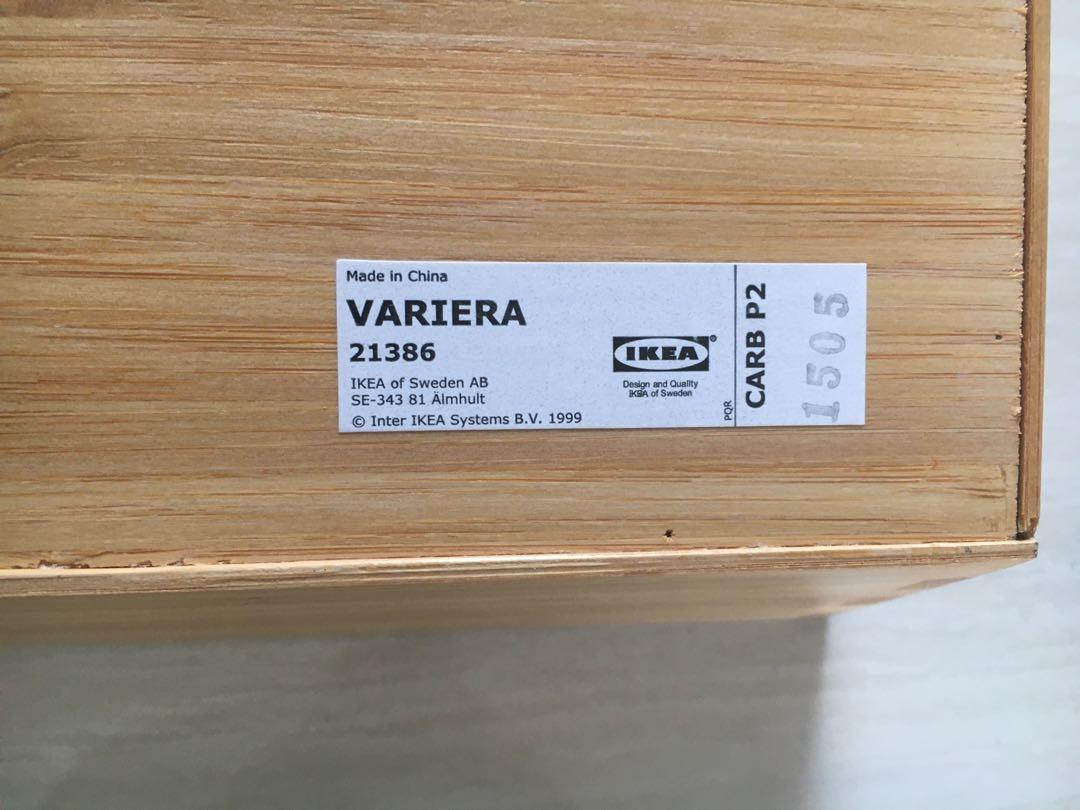 Made in China
VARIERA
21386
IKEA of Sweden AB
SE-343 81 Älmhult
© Inter IKEA Systems B.V. 1999
IKEA®
Design and Quality
IKEA of Sweden
PQR
CARB P2
1505